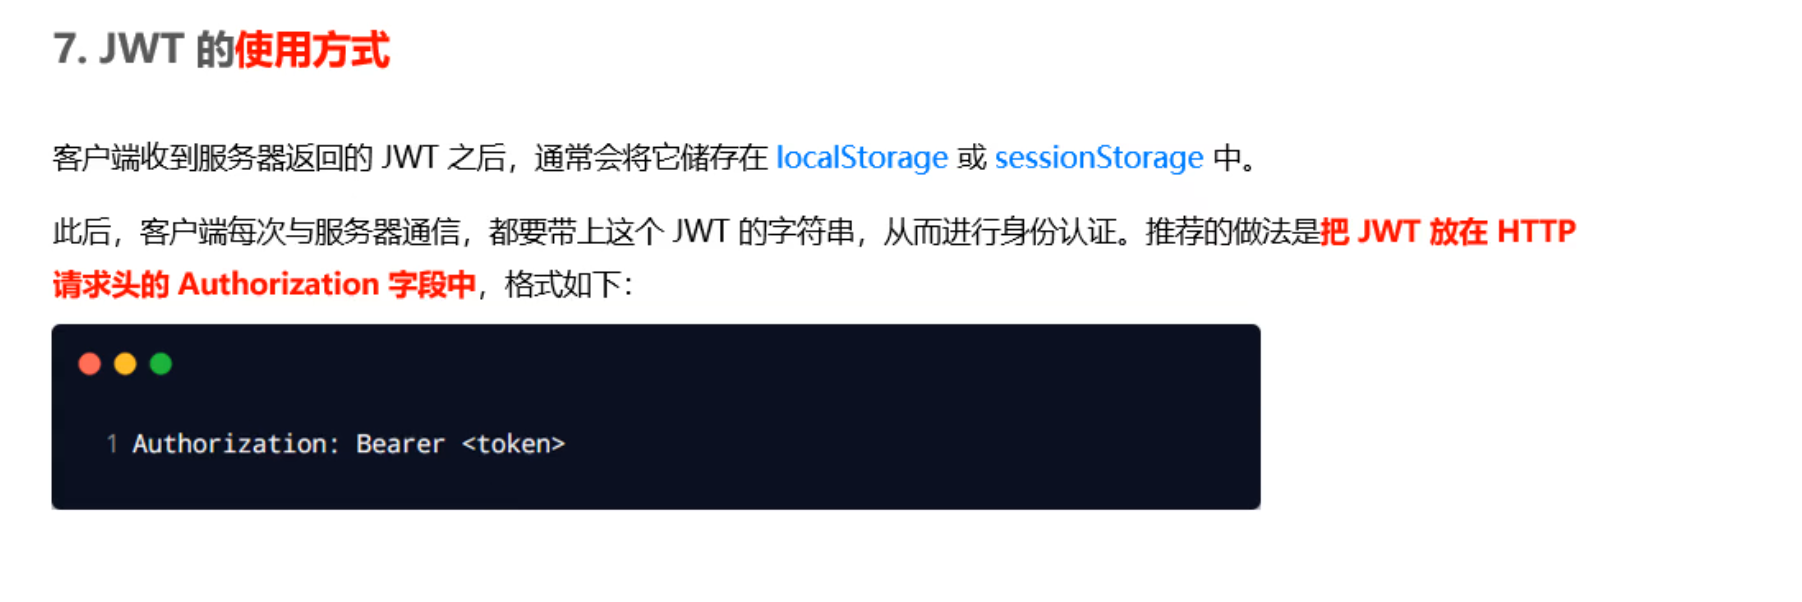 7. JWT 的使用方式
客户端收到服务器返回的 JWT 之后，通常会将它储存在 localStorage 或 sessionStorage 中。
此后，客户端每次与服务器通信，都要带上这个 JWT 的字符串，从而进行身份认证。推荐的做法是把 JWT 放在 HTTP
请求头的 Authorization 字段中，格式如下：
1 Authorization: Bearer <token>